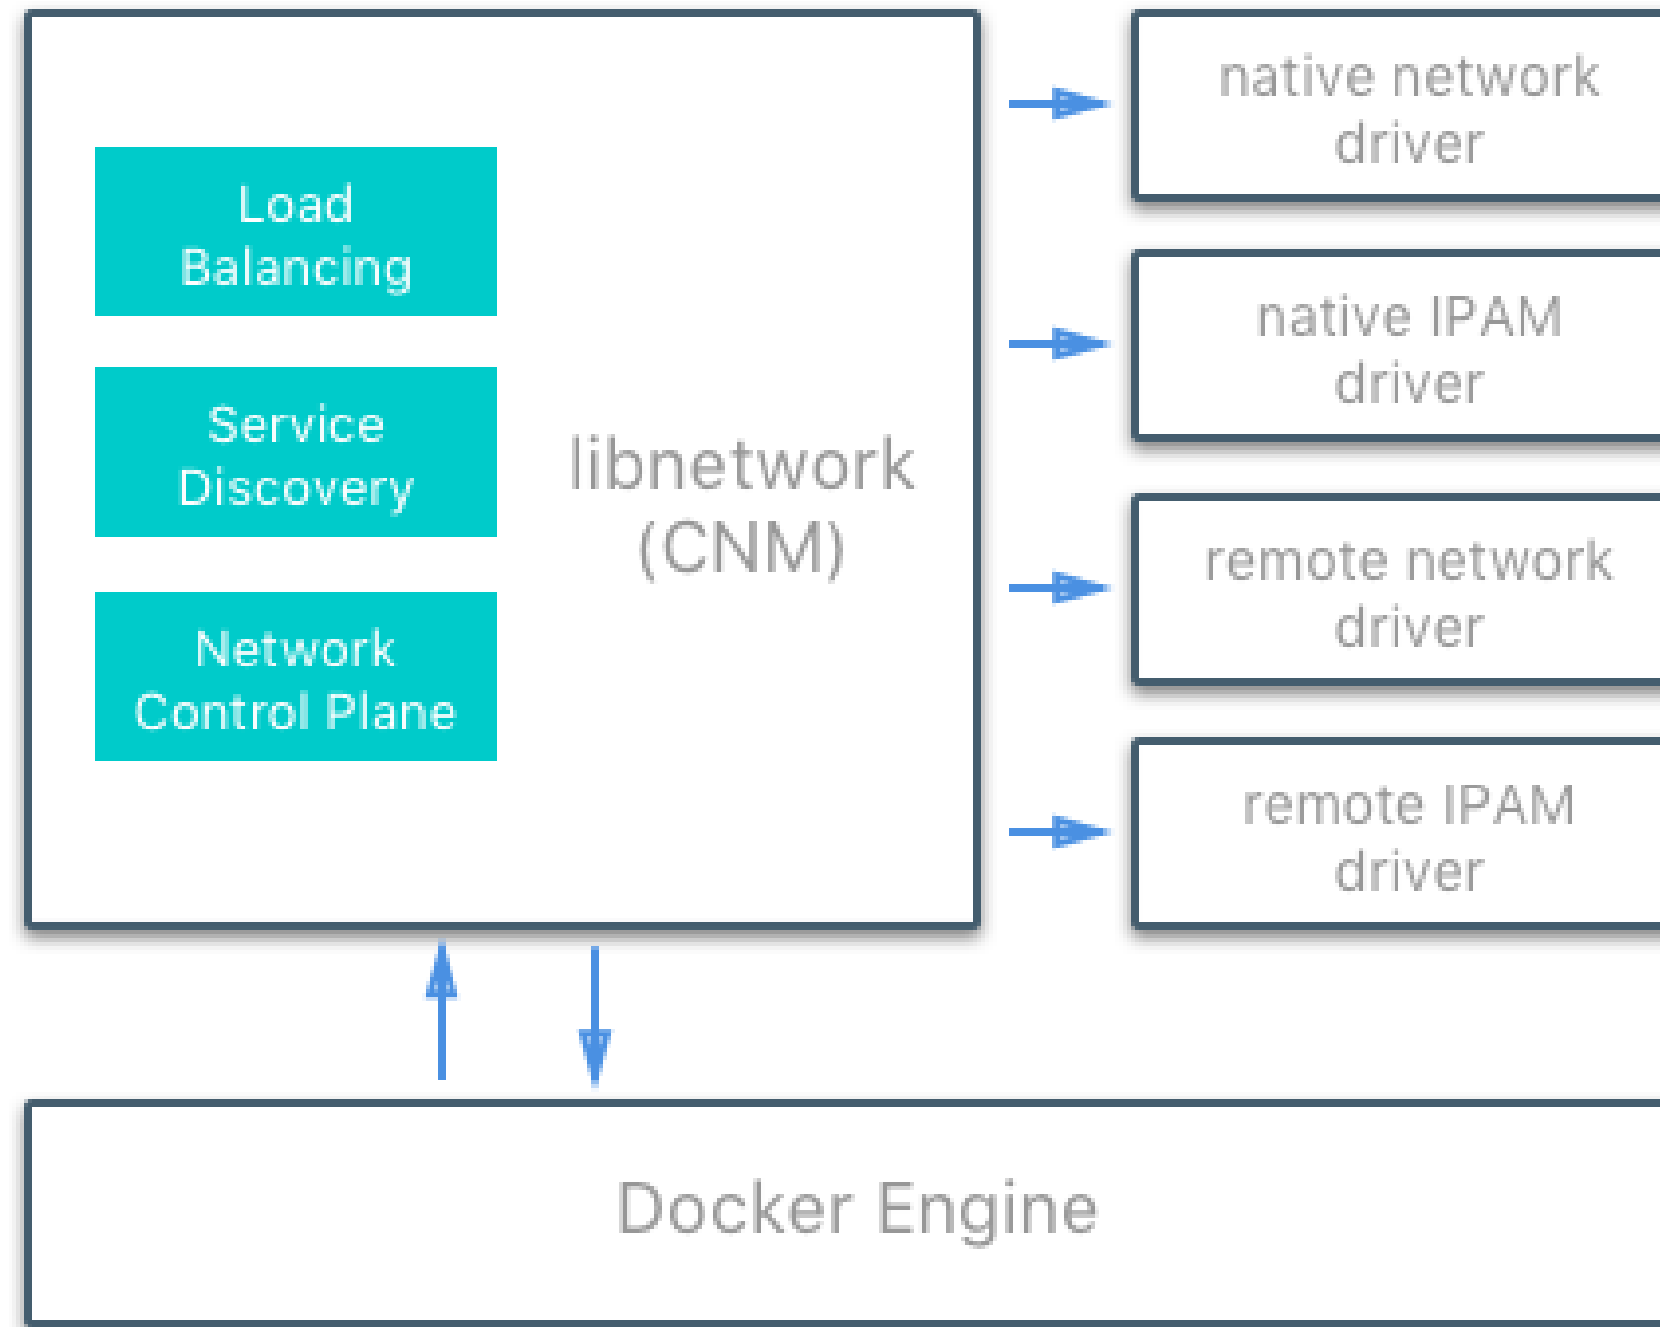 Load
Balancing
Service
Discovery
Network
Control Plane
libnetwork
(CNM)
native network
driver
native IPAM
driver
remote network
driver
remote IPAM
driver
Docker Engine